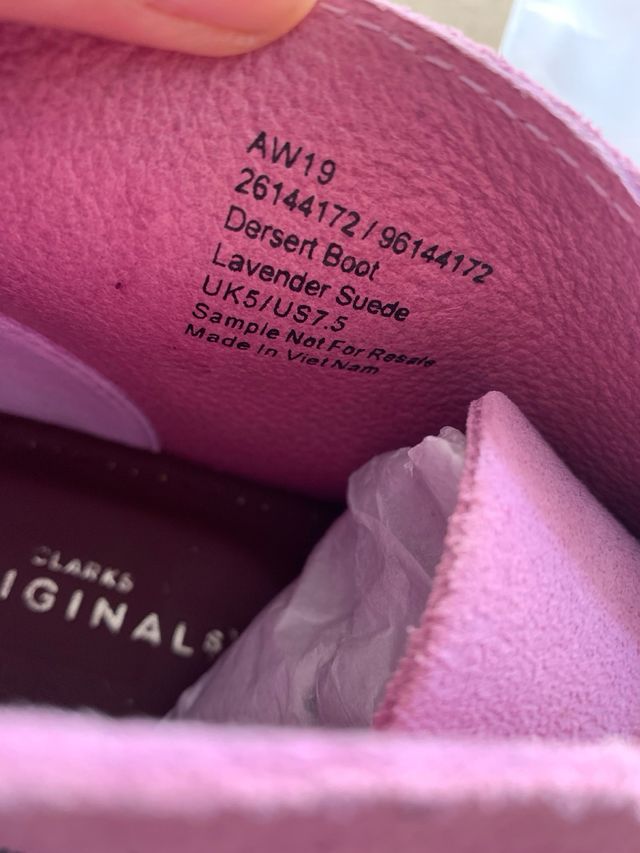 AW19
26144172 / 96144172
Dersert Boot
Lavender Suede
UK5/US7.5
Sample Not For Resale
Made In Viet Nam
CLARKS
RIGINALS